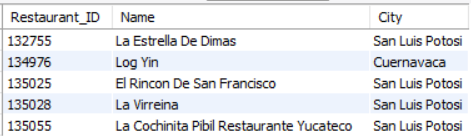 Restaurant_ID Name City
132755 La Estrella De Dimas San Luis Potosi
134976 Log Yin Cuernavaca
135025 El Rincon De San Francisco San Luis Potosi
135028 La Virreina San Luis Potosi
135055 La Cochinita Pibil Restaurante Yucateco San Luis Potosi